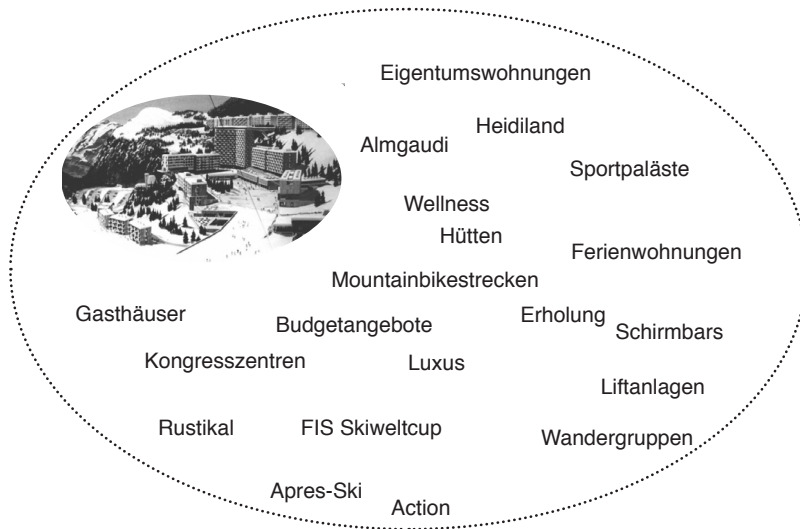 Eigentumswohnungen
Heidiland
Almgaudi
Sportpaläste
Wellness
Hütten
Ferienwohnungen
Mountainbikestrecken
Gasthäuser
Erholung
Budgetangebote
Schirmbars
Kongresszentren
Luxus
Liftanlagen
Rustikal
FIS Skiweltcup
Wandergruppen
Apres-Ski
Action